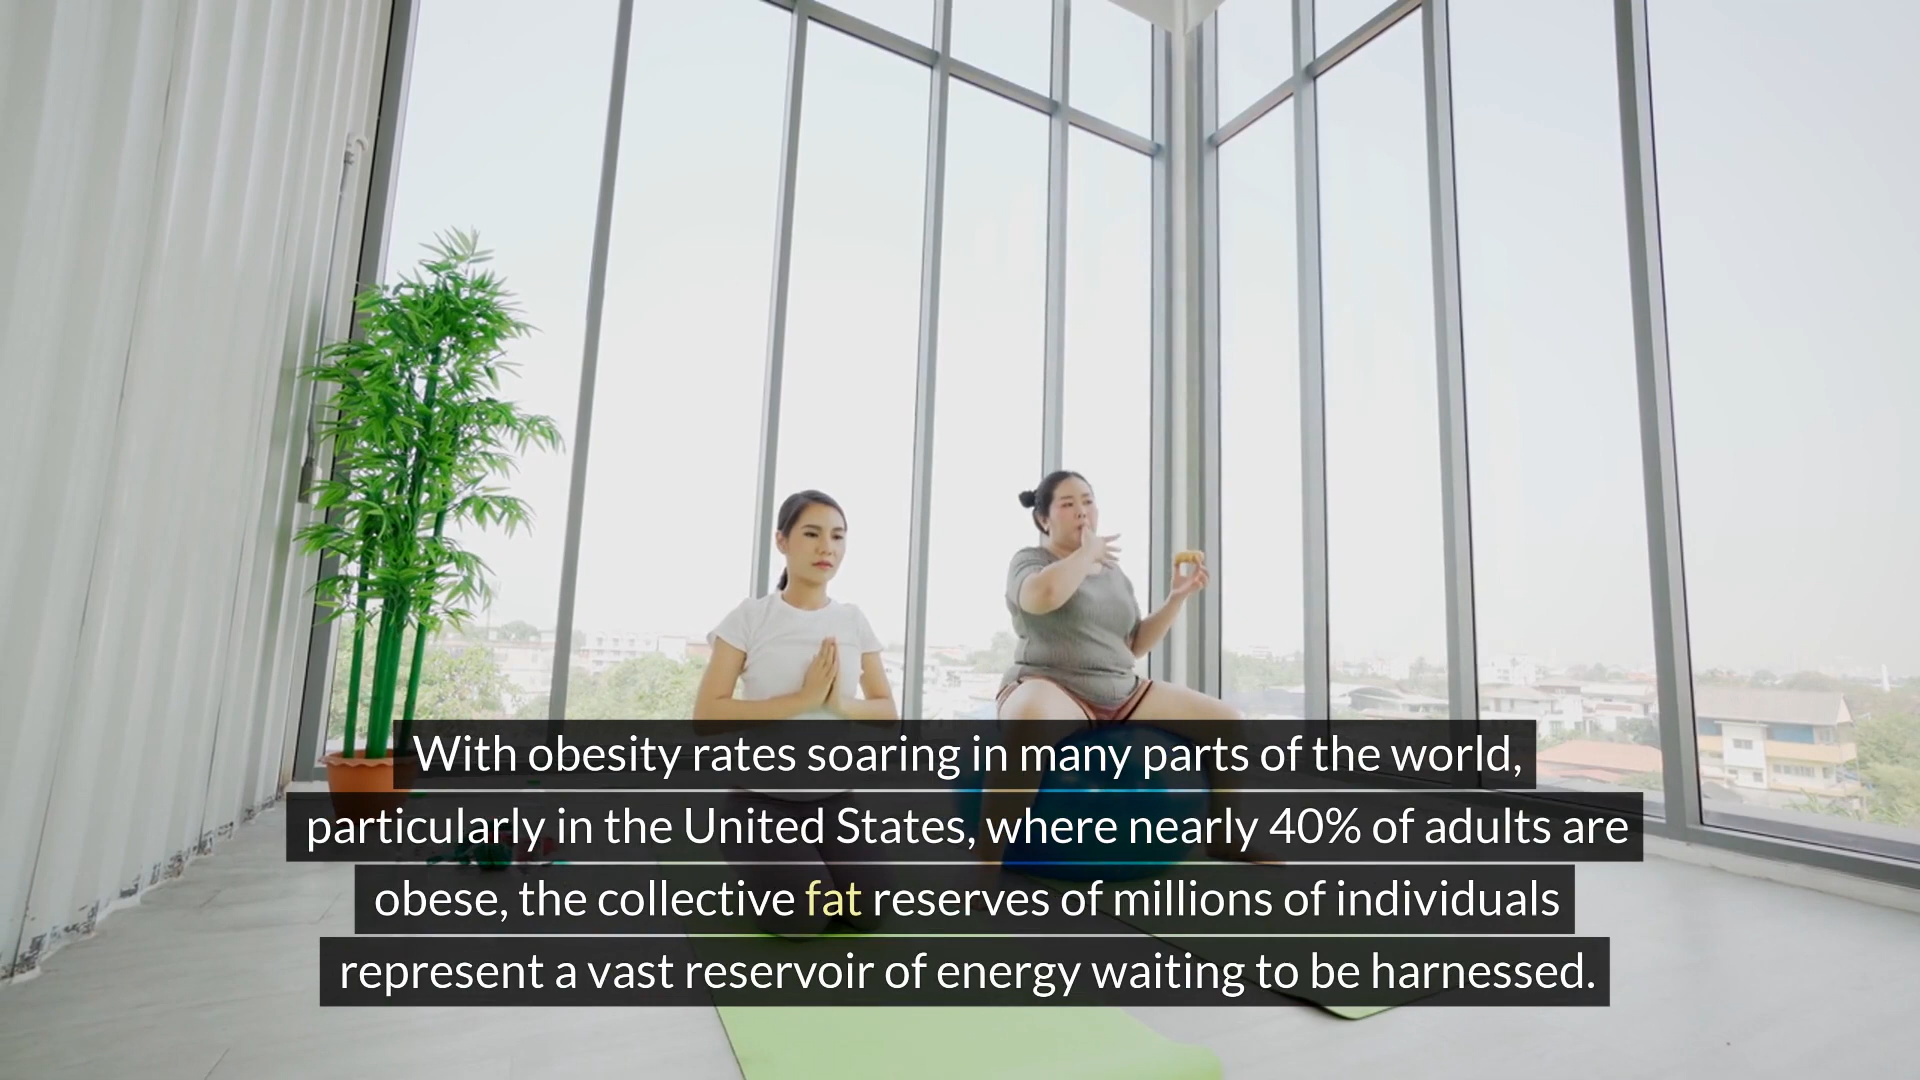 With obesity rates soaring in many parts of the world,
particularly in the United States, where nearly 40% of adults are
obese, the collective fat reserves of millions of individuals
represent a vast reservoir of energy waiting to be harnessed.